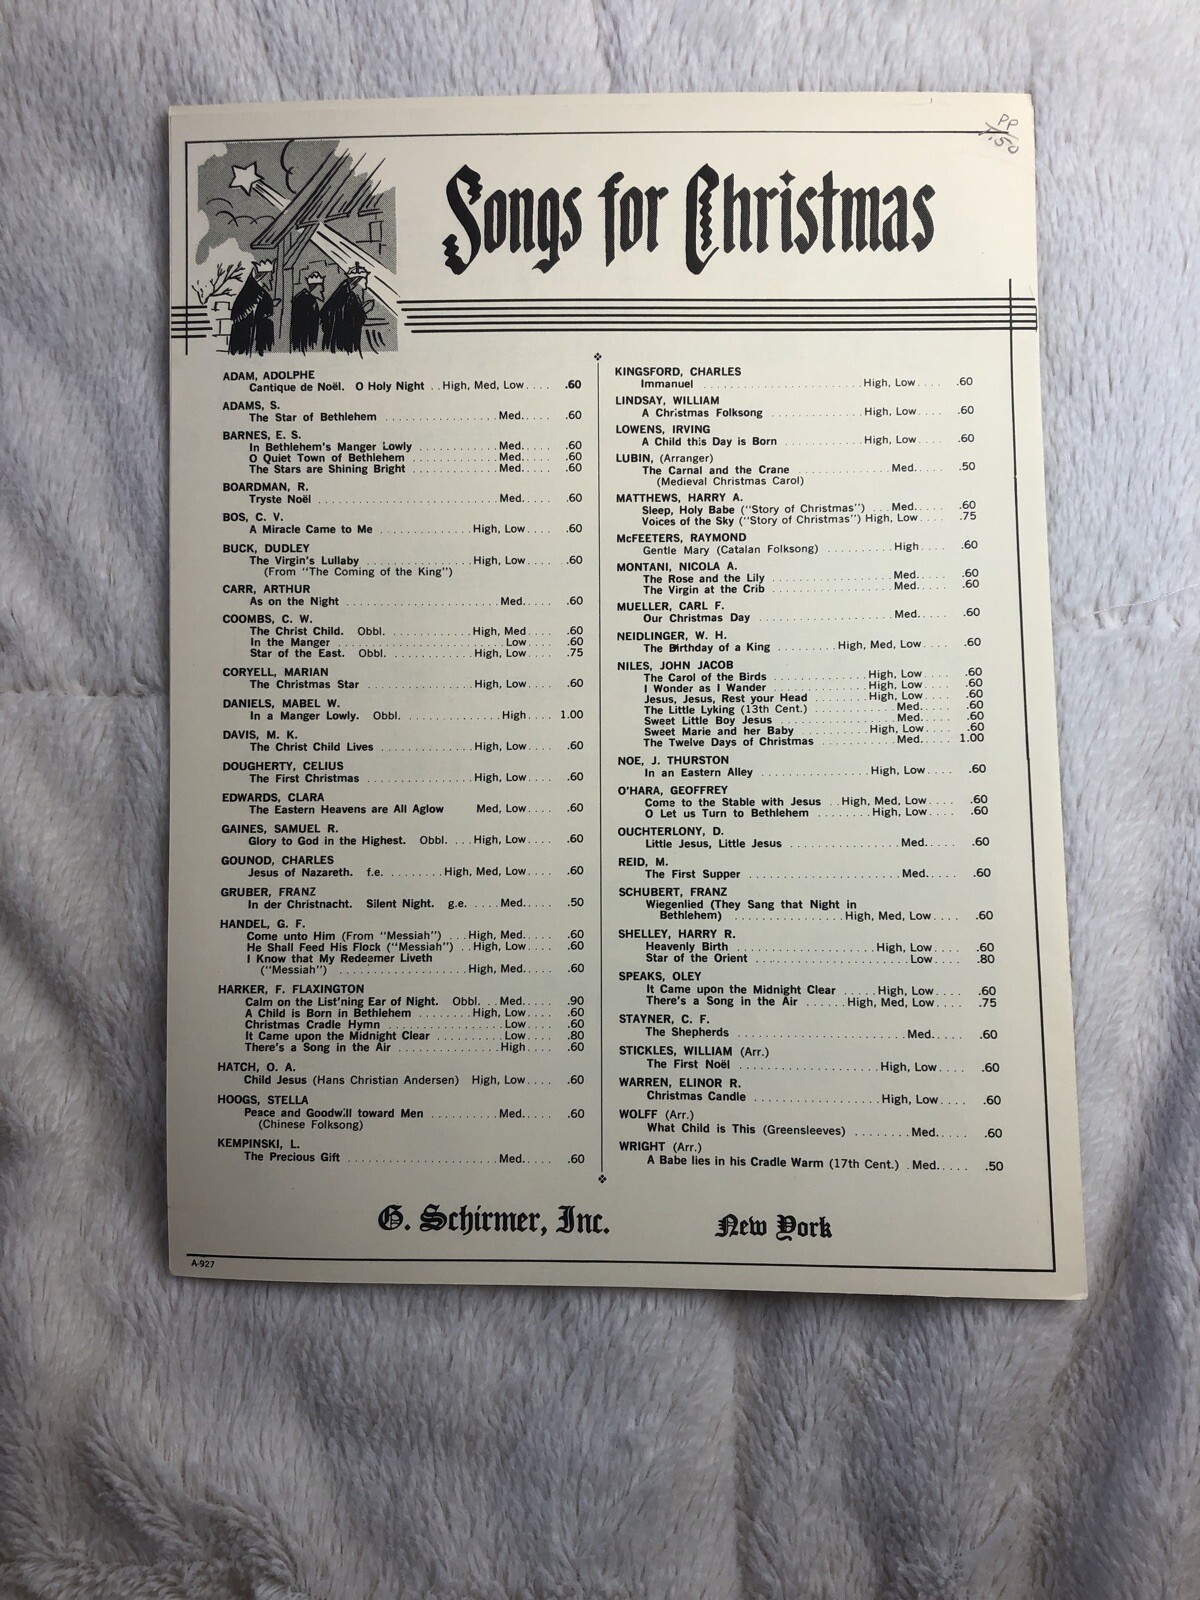 PP
1.50
Songs for Christmas
ADAM, ADOLPHE
Cantique de Noël. O Holy Night . . High, Med, Low . . . . .60
ADAMS, S.
The Star of Bethlehem . . . . . . . . . . . . . . . . Med. . . . . .60
BARNES, E. S.
In Bethlehem's Manger Lowly . . . . . . . . . . . Med. . . . . .60
O Quiet Town of Bethlehem . . . . . . . . . . . . Med. . . . . .60
The Stars are Shining Bright . . . . . . . . . . . . Med. . . . . .60
BOARDMAN, R.
Tryste Noël . . . . . . . . . . . . . . . . . . . . . . . . . Med. . . . . .60
BOS, C. V.
A Miracle Came to Me . . . . . . . . . . . . . High, Low . . . . .60
BUCK, DUDLEY
The Virgin's Lullaby . . . . . . . . . . . . . . . High, Low . . . . .60
(From "The Coming of the King")
CARR, ARTHUR
As on the Night . . . . . . . . . . . . . . . . . . . . . . Med. . . . . .60
COOMBS, C. W.
The Christ Child. Obbl. . . . . . . . . . . . . High, Med . . . . .60
In the Manger . . . . . . . . . . . . . . . . . . . . . . . . Low . . . . .60
Star of the East. Obbl. . . . . . . . . . . . . High, Low . . . . .75
CORYELL, MARIAN
The Christmas Star . . . . . . . . . . . . . . . High, Low . . . . .60
DANIELS, MABEL W.
In a Manger Lowly. Obbl. . . . . . . . . . . . . . . High . . . . 1.00
DAVIS, M. K.
The Christ Child Lives . . . . . . . . . . . . . High, Low . . . . .60
DOUGHERTY, CELIUS
The First Christmas . . . . . . . . . . . . . . . High, Low . . . . .60
EDWARDS, CLARA
The Eastern Heavens are All Aglow Med, Low . . . . .60
GAINES, SAMUEL R.
Glory to God in the Highest. Obbl. . . . High, Low . . . . .60
GOUNOD, CHARLES
Jesus of Nazareth. f.e. . . . . . . . . High, Med, Low . . . . .60
GRUBER, FRANZ
In der Christnacht. Silent Night. g.e. . . . . Med. . . . . .50
HANDEL, G. F.
Come unto Him (From "Messiah") . . . High, Med. . . . . .60
He Shall Feed His Flock ("Messiah") . . High, Low . . . . .60
I Know that My Redeemer Liveth
("Messiah") . . . . . . . . . . . . . . . . . . High, Med. . . . . .60
HARKER, F. FLAXINGTON
Calm on the List'ning Ear of Night. Obbl. . . Med. . . . . .90
A Child is Born in Bethlehem . . . . . . . . High, Low . . . . .60
Christmas Cradle Hymn . . . . . . . . . . . . . . . . . Low . . . . .60
It Came upon the Midnight Clear . . . . . . . . . . Low . . . . .80
There's a Song in the Air . . . . . . . . . . . . . . High . . . . .60
HATCH, O. A.
Child Jesus (Hans Christian Andersen) High, Low . . . . .60
HOOGS, STELLA
Peace and Goodwill toward Men . . . . . . . . . . Med. . . . . .60
(Chinese Folksong)
KEMPINSKI, L.
The Precious Gift . . . . . . . . . . . . . . . . . . . . . Med. . . . . .60
KINGSFORD, CHARLES
Immanuel . . . . . . . . . . . . . . . . . . . . . . High, Low . . . . .60
LINDSAY, WILLIAM
A Christmas Folksong . . . . . . . . . . . . . High, Low . . . . .60
LOWENS, IRVING
A Child this Day is Born . . . . . . . . . . . High, Low . . . . .60
LUBIN, (Arranger)
The Carnal and the Crane . . . . . . . . . . . . . . Med. . . . . .50
(Medieval Christmas Carol)
MATTHEWS, HARRY A.
Sleep, Holy Babe ("Story of Christmas") . . . Med. . . . . .60
Voices of the Sky ("Story of Christmas") High, Low . . . . .75
McFEETERS, RAYMOND
Gentle Mary (Catalan Folksong) . . . . . . . . . . High . . . . .60
MONTANI, NICOLA A.
The Rose and the Lily . . . . . . . . . . . . . . . . . . Med. . . . . .60
The Virgin at the Crib . . . . . . . . . . . . . . . . . . Med. . . . . .60
MUELLER, CARL F.
Our Christmas Day . . . . . . . . . . . . . . . . . . . . Med. . . . . .60
NEIDLINGER, W. H.
The Birthday of a King . . . . . . . . . High, Med, Low . . . . .60
NILES, JOHN JACOB
The Carol of the Birds . . . . . . . . . . . . . High, Low . . . . .60
I Wonder as I Wander . . . . . . . . . . . . . . High, Low . . . . .60
Jesus, Jesus, Rest your Head . . . . . . . . High, Low . . . . .60
The Little Lyking (13th Cent.) . . . . . . . . . . . . Med. . . . . .60
Sweet Little Boy Jesus . . . . . . . . . . . . . . . . . Med. . . . . .60
Sweet Marie and her Baby . . . . . . . . . . High, Low . . . . .60
The Twelve Days of Christmas . . . . . . . . . . Med. . . . . 1.00
NOE, J. THURSTON
In an Eastern Alley . . . . . . . . . . . . . . . . High, Low . . . . .60
O'HARA, GEOFFREY
Come to the Stable with Jesus . . High, Med, Low . . . . .60
O Let us Turn to Bethlehem . . . . . . . . High, Low . . . . .60
OUCHTERLONY, D.
Little Jesus, Little Jesus . . . . . . . . . . . . . . . . Med. . . . . .60
REID, M.
The First Supper . . . . . . . . . . . . . . . . . . . . . . Med. . . . . .60
SCHUBERT, FRANZ
Wiegenlied (They Sang that Night in
Bethlehem) . . . . . . . . . . . . . . . High, Med, Low . . . . .60
SHELLEY, HARRY R.
Heavenly Birth . . . . . . . . . . . . . . . . . . . . High, Low . . . . .60
Star of the Orient . . . . . . . . . . . . . . . . . . . . . . Low . . . . .80
SPEAKS, OLEY
It Came upon the Midnight Clear . . . . . High, Low . . . . .60
There's a Song in the Air . . . . . . High, Med, Low . . . . .75
STAYNER, C. F.
The Shepherds . . . . . . . . . . . . . . . . . . . . . . . . Med. . . . . .60
STICKLES, WILLIAM (Arr.)
The First Noël . . . . . . . . . . . . . . . . . . . . High, Low . . . . .60
WARREN, ELINOR R.
Christmas Candle . . . . . . . . . . . . . . . . . . High, Low . . . . .60
WOLFF (Arr.)
What Child is This (Greensleeves) . . . . . . . . Med. . . . . .60
WRIGHT (Arr.)
A Babe lies in his Cradle Warm (17th Cent.) . Med. . . . . .50
G. Schirmer, Inc. New York
A-927